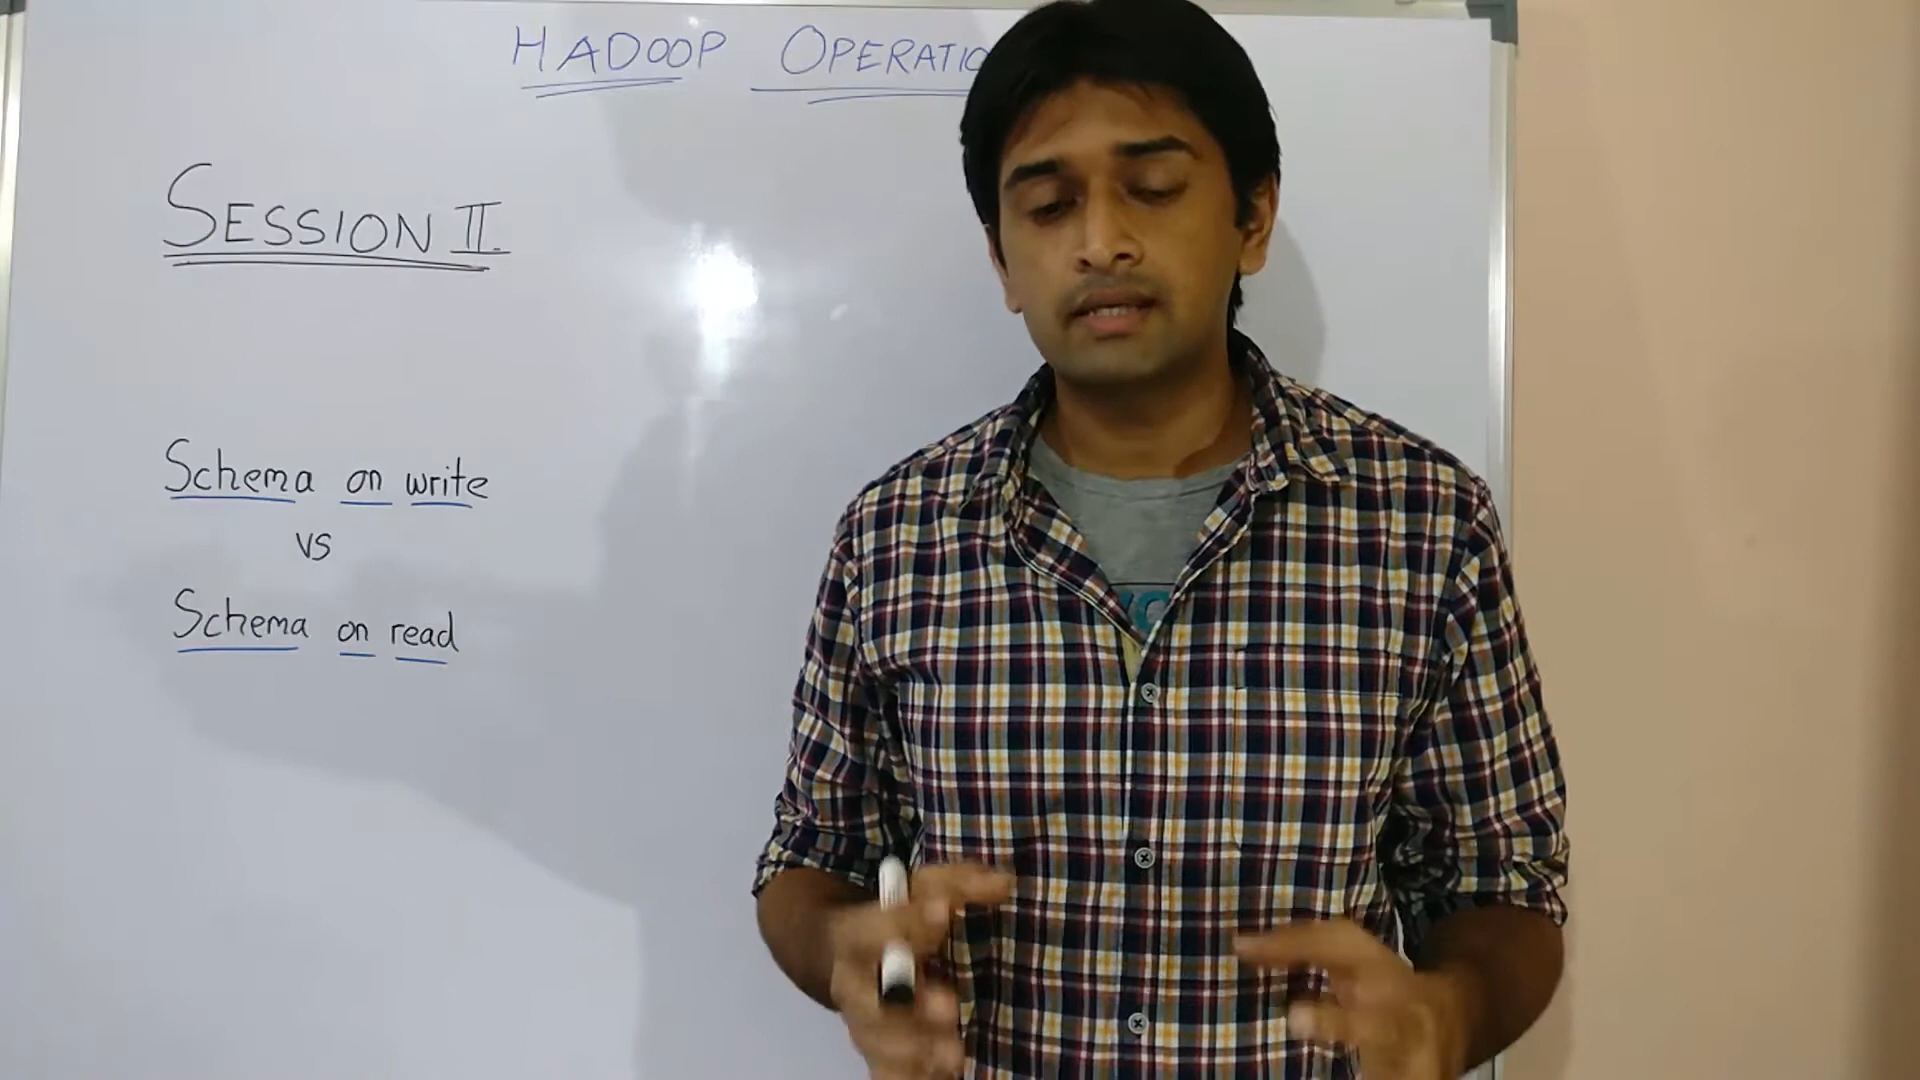 HADOOP OPERATIO
SESSION II.
Schema on write
VS
Schema on read